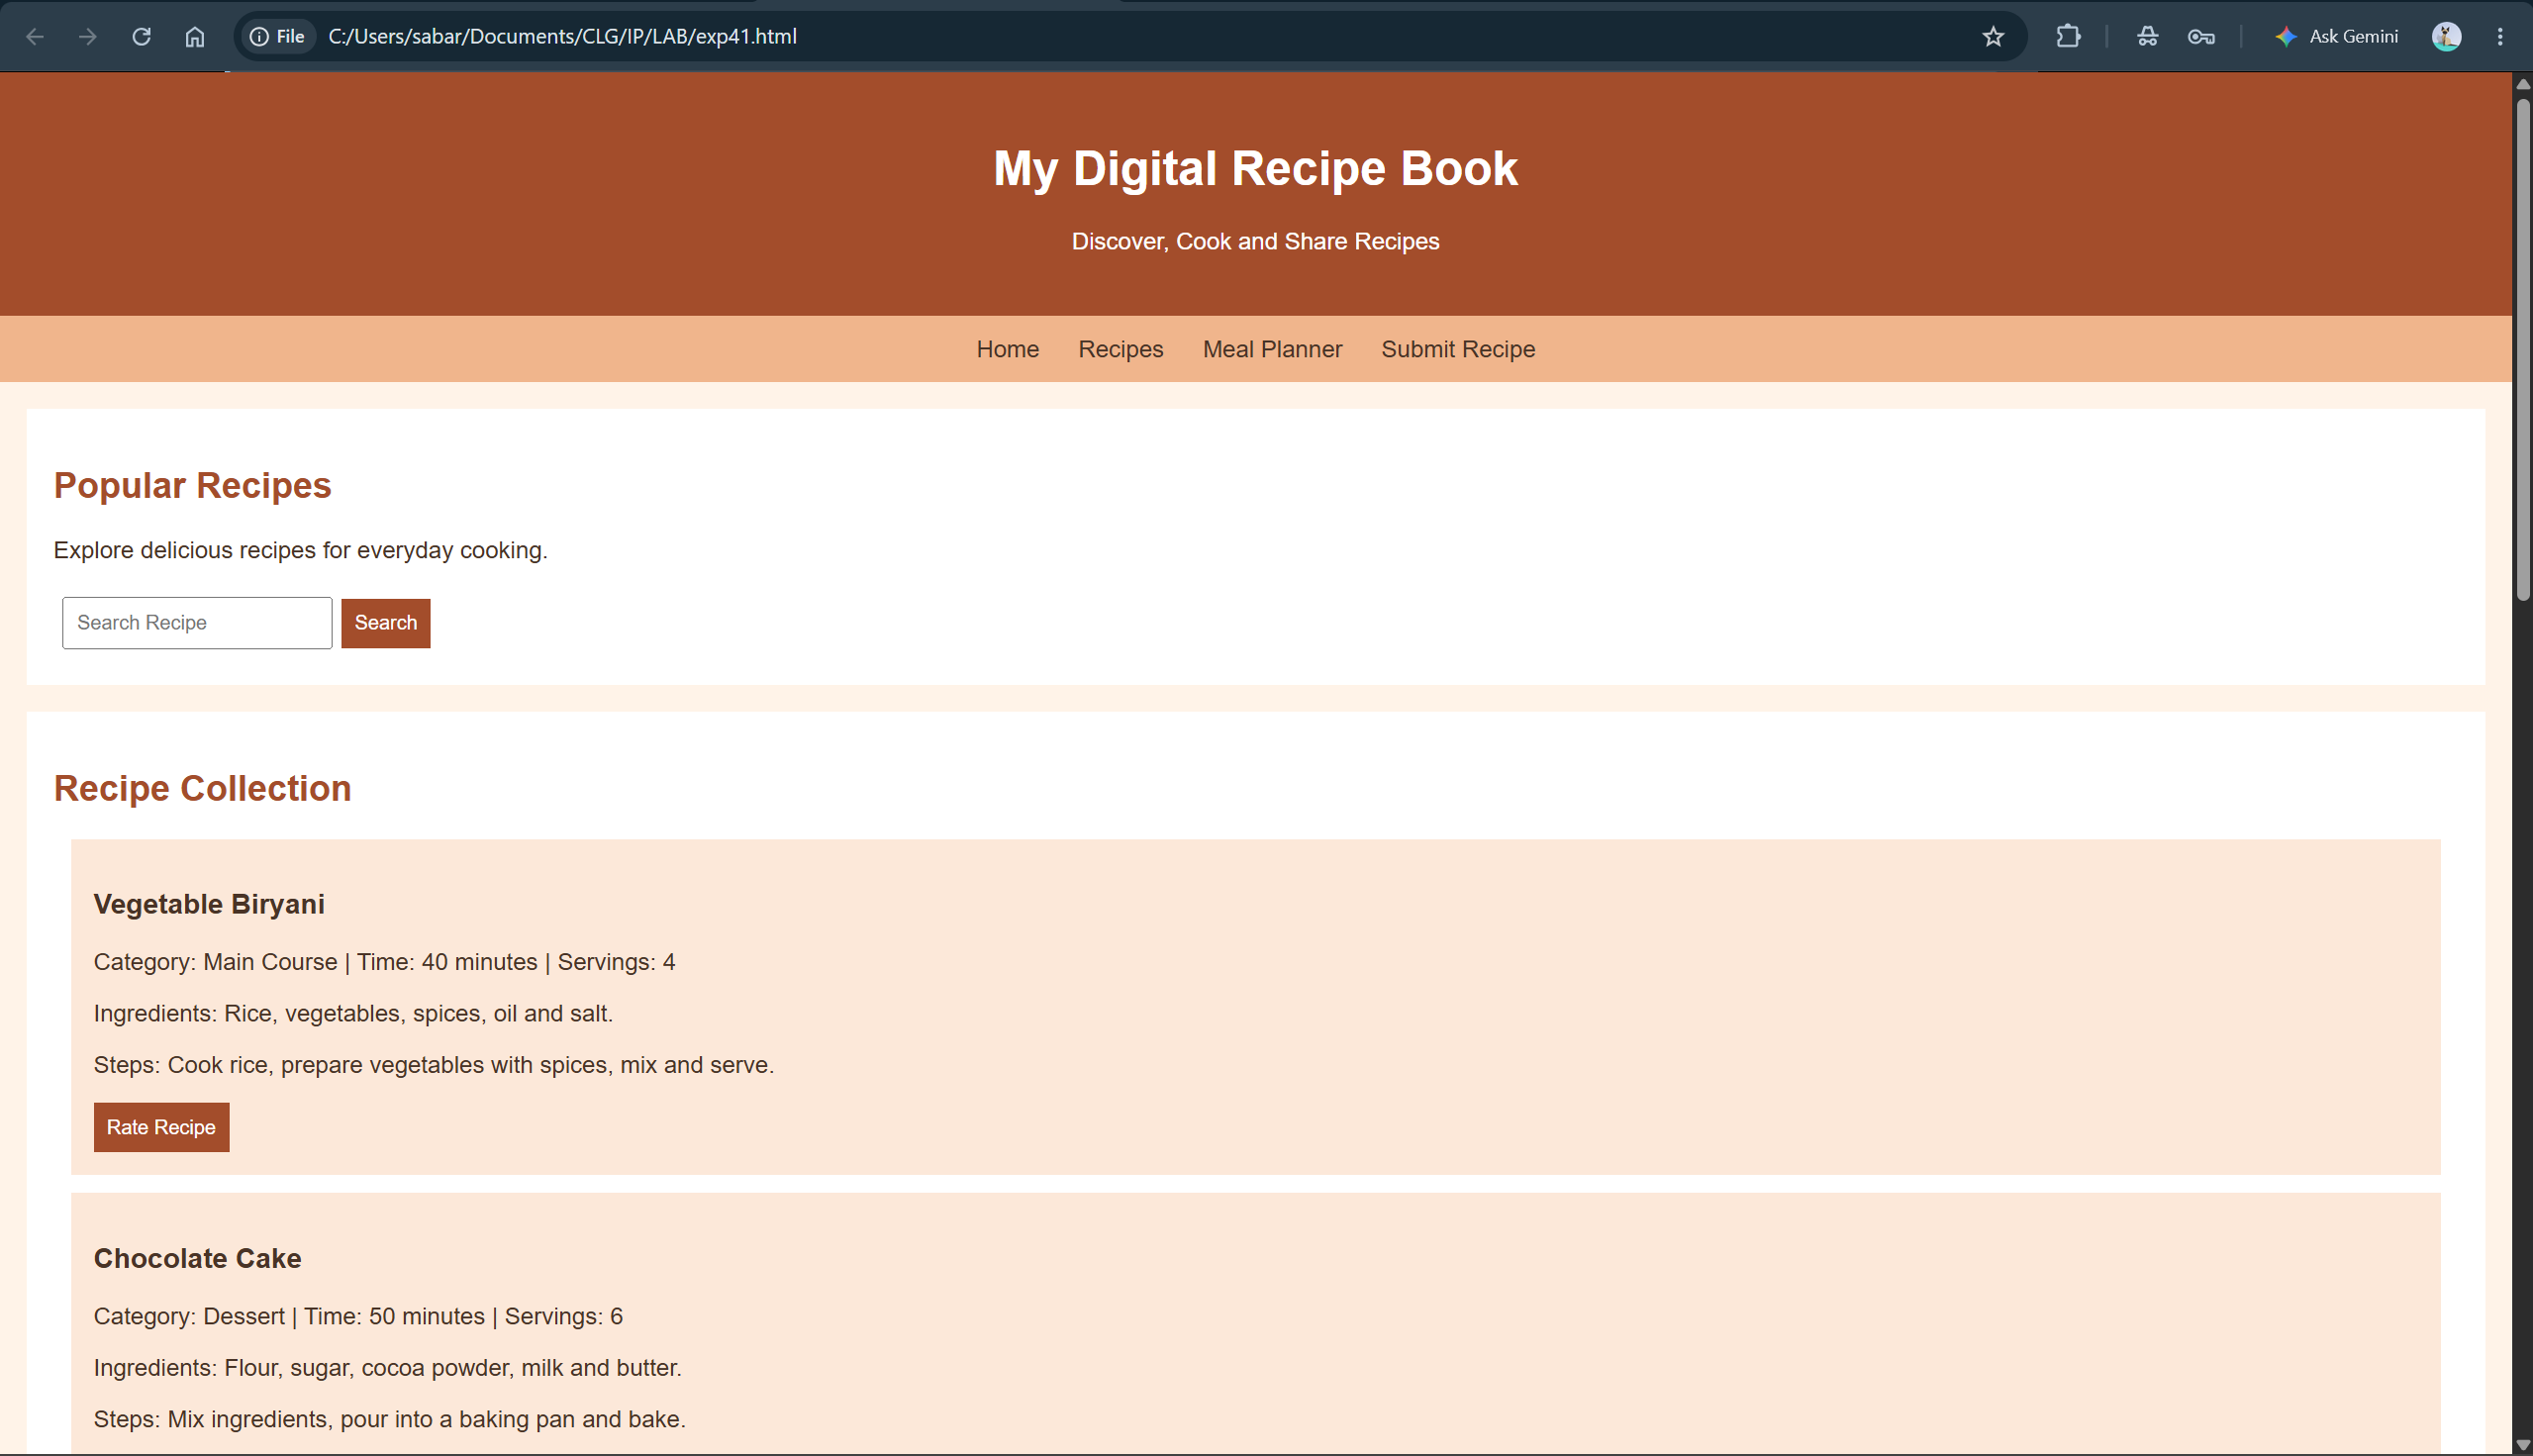 File C:/Users/sabar/Documents/CLG/IP/LAB/exp41.html Ask Gemini
My Digital Recipe Book
Discover, Cook and Share Recipes
Home Recipes Meal Planner Submit Recipe
Popular Recipes
Explore delicious recipes for everyday cooking.
Search Recipe Search
Recipe Collection
Vegetable Biryani
Category: Main Course | Time: 40 minutes | Servings: 4
Ingredients: Rice, vegetables, spices, oil and salt.
Steps: Cook rice, prepare vegetables with spices, mix and serve.
Rate Recipe
Chocolate Cake
Category: Dessert | Time: 50 minutes | Servings: 6
Ingredients: Flour, sugar, cocoa powder, milk and butter.
Steps: Mix ingredients, pour into a baking pan and bake.